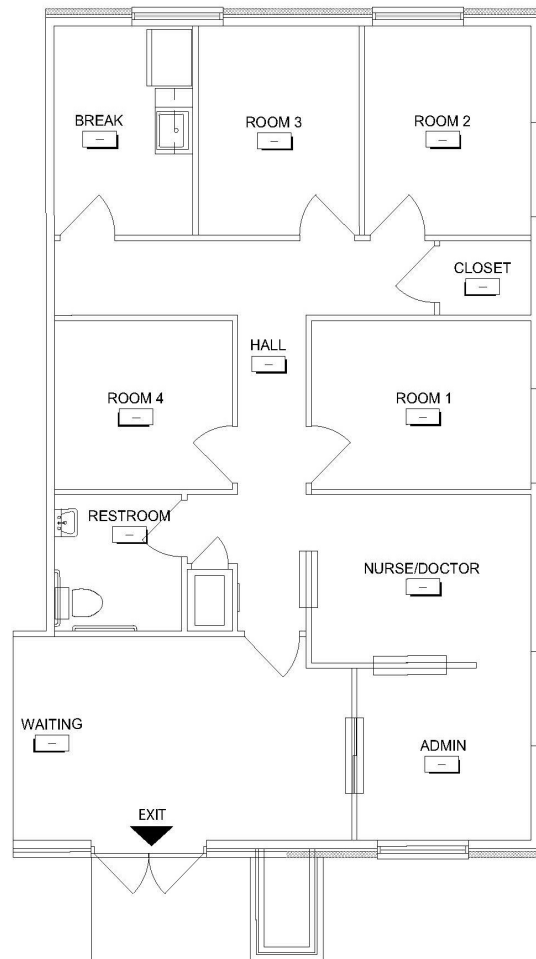 BREAK
ROOM 3
ROOM 2
CLOSET
HALL
ROOM 4
ROOM 1
RESTROOM
NURSE/DOCTOR
WAITING
ADMIN
EXIT